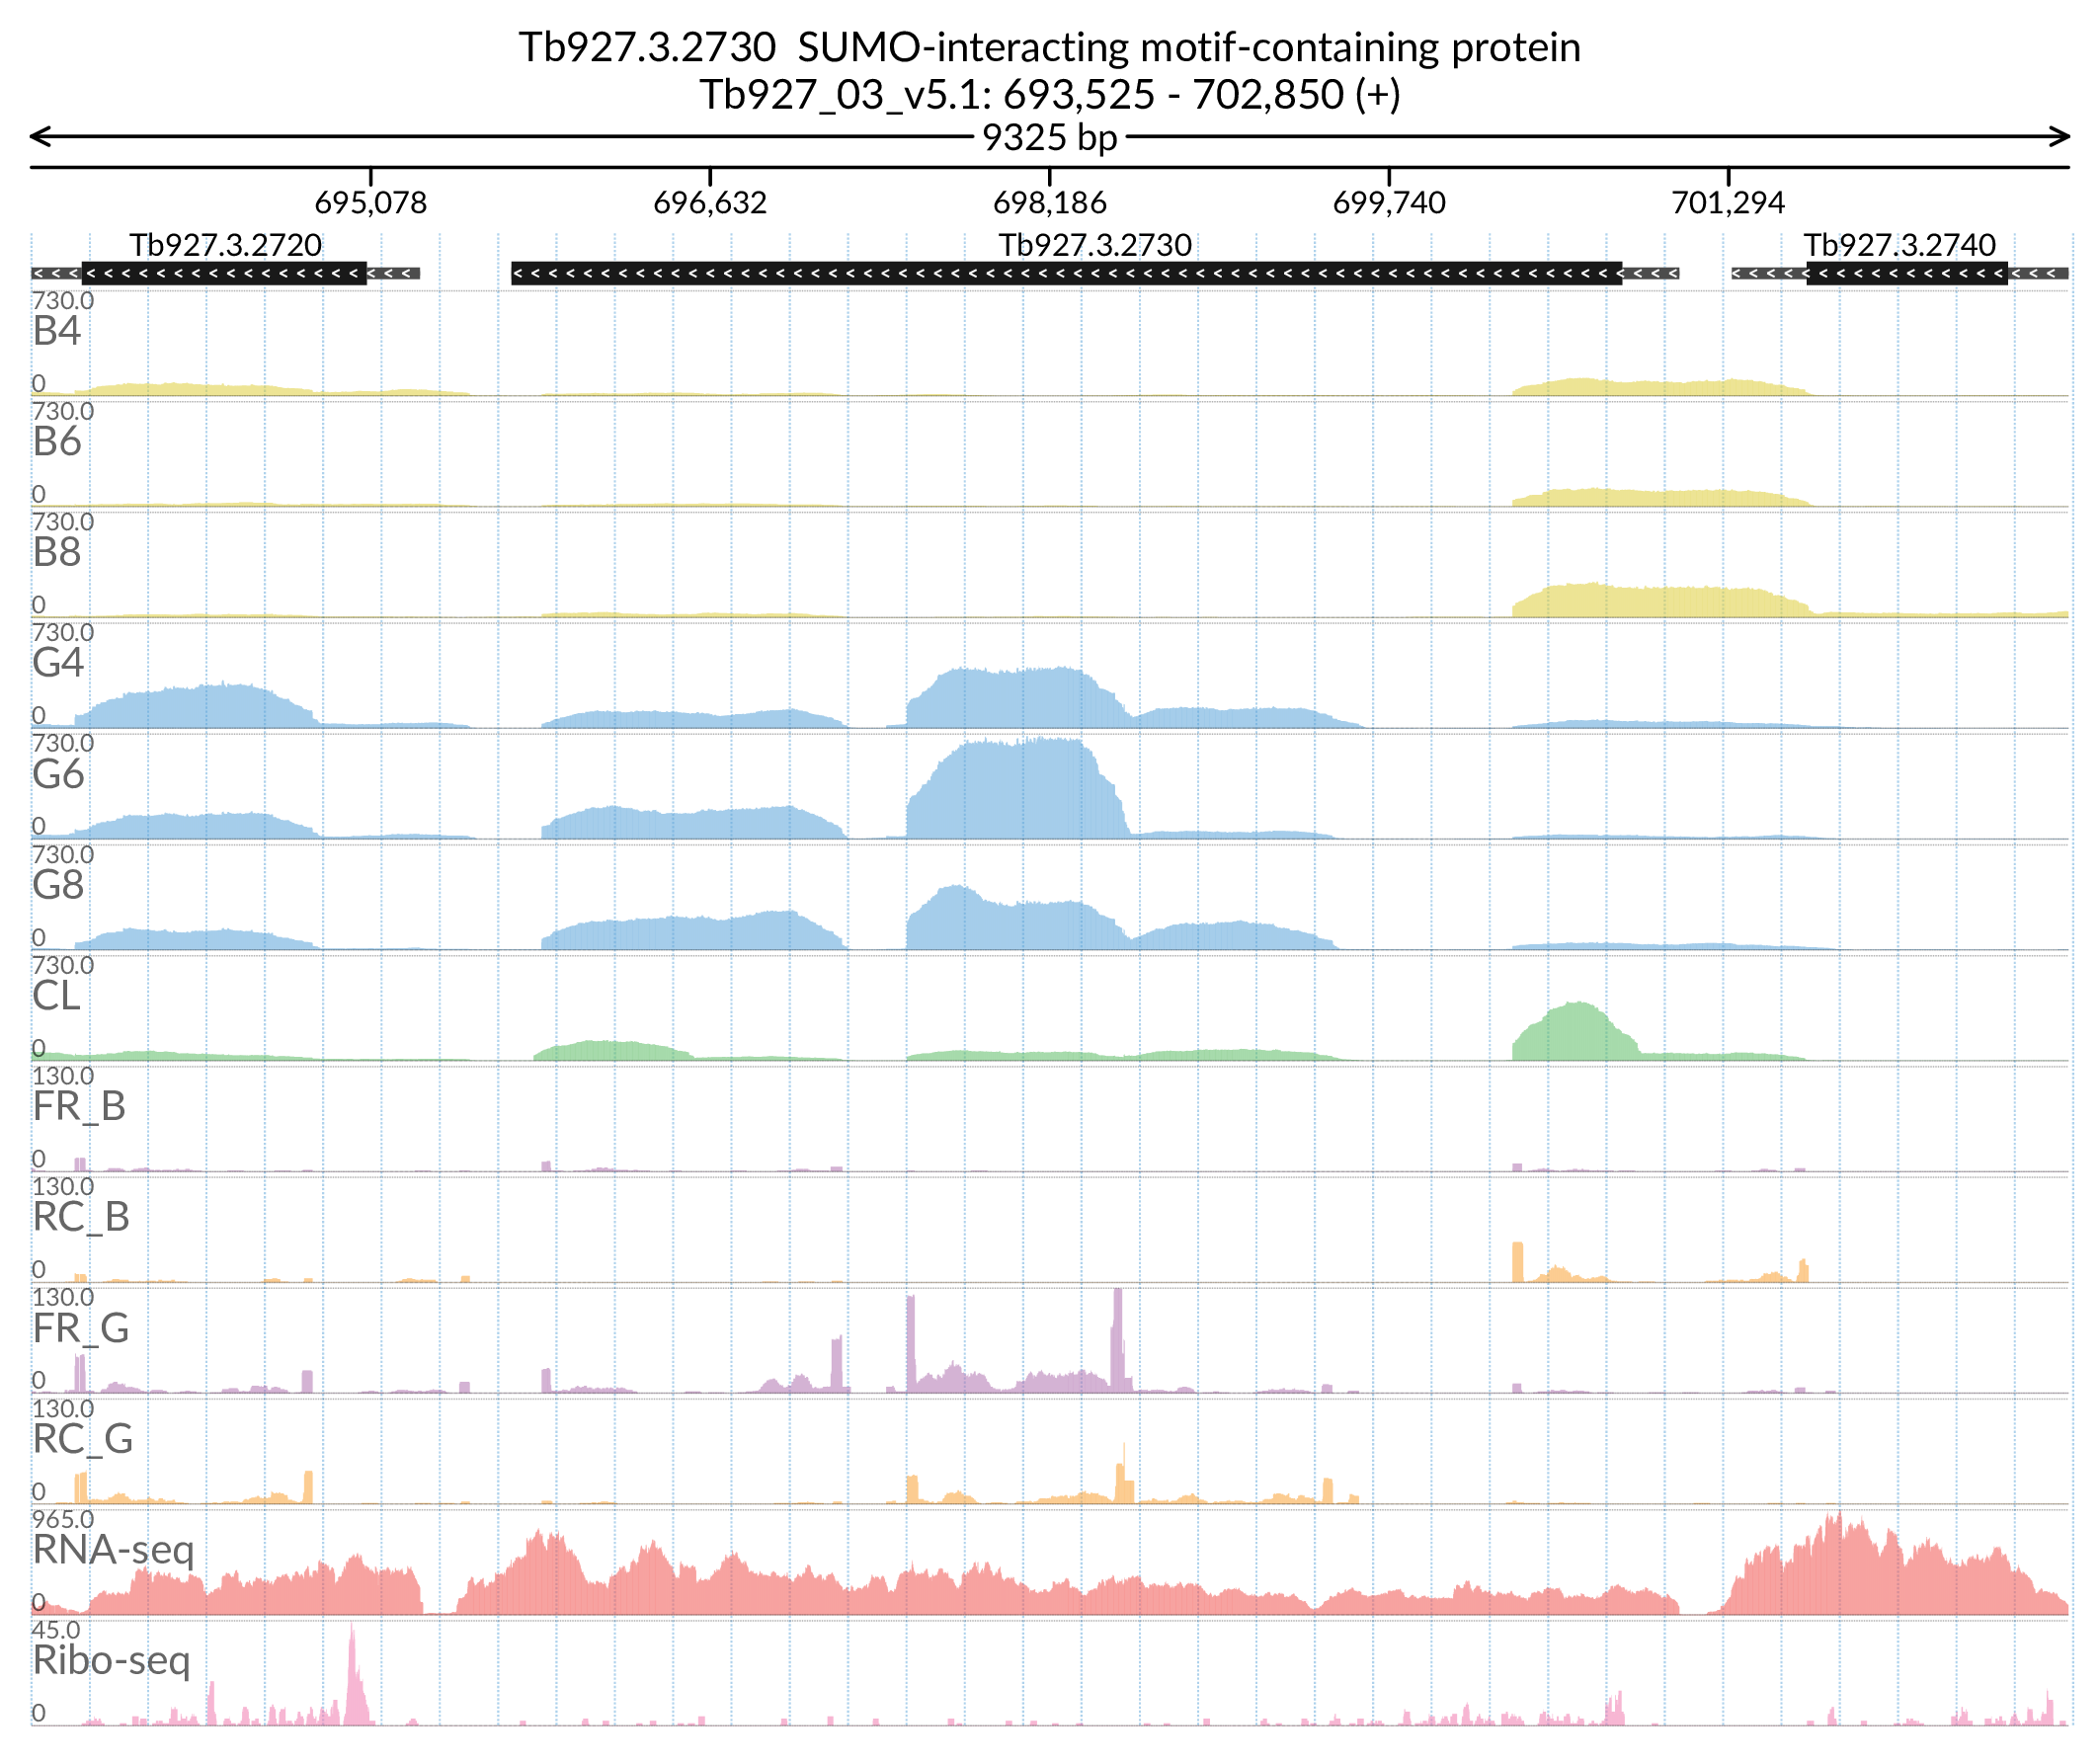 Tb927.3.2730  SUMO-interacting motif-containing protein
Tb927_03_v5.1: 693,525 - 702,850 (+)
9325 bp
695,078 696,632 698,186 699,740 701,294
Tb927.3.2720 Tb927.3.2730 Tb927.3.2740
730.0
B4
0
730.0
B6
0
730.0
B8
0
730.0
G4
0
730.0
G6
0
730.0
G8
0
730.0
CL
0
130.0
FR_B
0
130.0
RC_B
0
130.0
FR_G
0
130.0
RC_G
0
965.0
RNA-seq
0
45.0
Ribo-seq
0